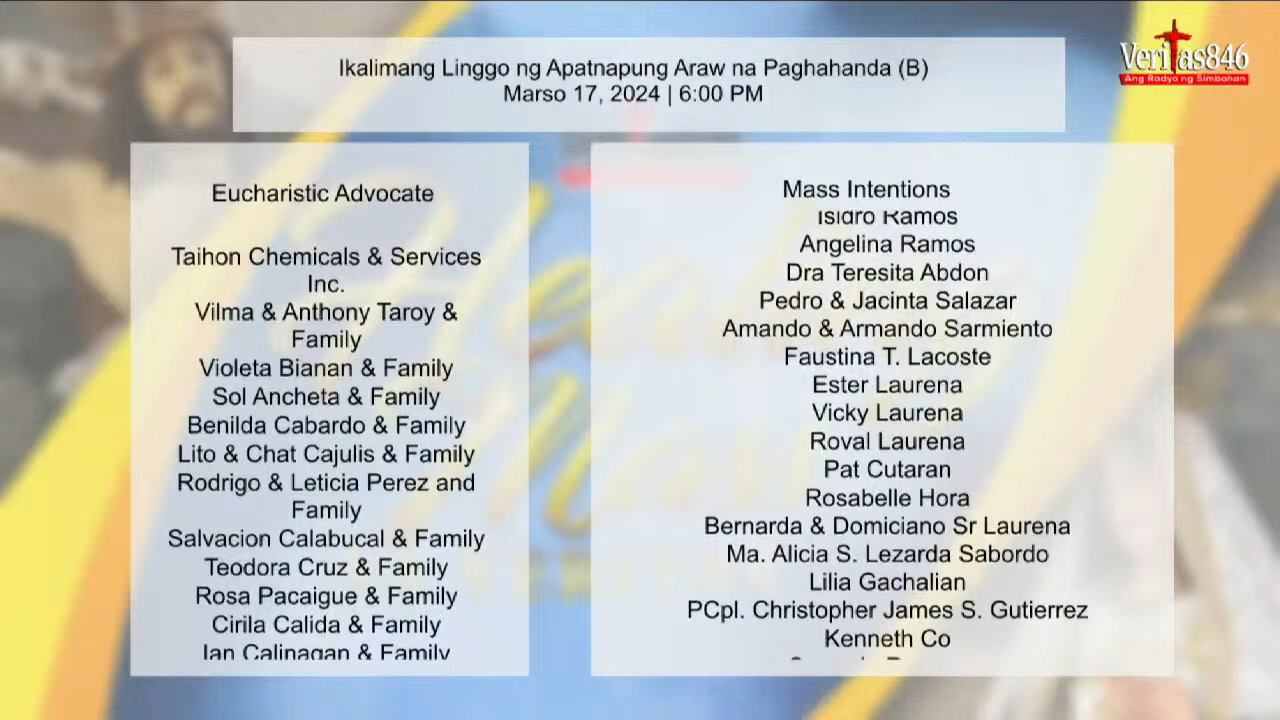 Ikalimang Linggo ng Apatnapung Araw na Paghahanda (B)
Marso 17, 2024 | 6:00 PM
Veritas846
Ang Radyo ng Simbahan
Eucharistic Advocate
Taihon Chemicals & Services
Inc.
Vilma & Anthony Taroy &
Family
Violeta Bianan & Family
Sol Ancheta & Family
Benilda Cabardo & Family
Lito & Chat Cajulis & Family
Rodrigo & Leticia Perez and
Family
Salvacion Calabucal & Family
Teodora Cruz & Family
Rosa Pacaigue & Family
Cirila Calida & Family
Ian Calinagan & Family
Mass Intentions
Isidro Ramos
Angelina Ramos
Dra Teresita Abdon
Pedro & Jacinta Salazar
Amando & Armando Sarmiento
Faustina T. Lacoste
Ester Laurena
Vicky Laurena
Roval Laurena
Pat Cutaran
Rosabelle Hora
Bernarda & Domiciano Sr Laurena
Ma. Alicia S. Lezarda Sabordo
Lilia Gachalian
PCpl. Christopher James S. Gutierrez
Kenneth Co